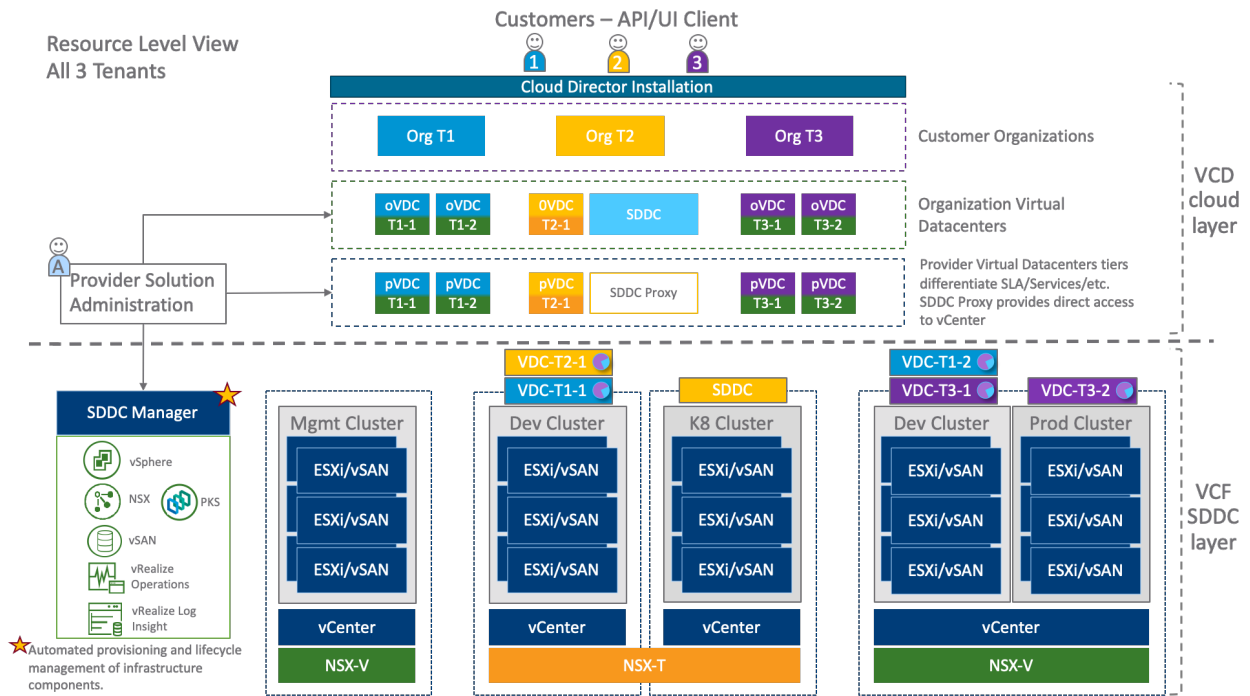 Customers – API/UI Client
Resource Level View
All 3 Tenants
1
2
3
Cloud Director Installation
Org T1
Org T2
Org T3
Customer Organizations
oVDC
T1-1
oVDC
T1-2
0VDC
T2-1
SDDC
oVDC
T3-1
oVDC
T3-2
Organization Virtual
Datacenters
VCD
cloud
layer
A
Provider Solution
Administration
pVDC
T1-1
pVDC
T1-2
pVDC
T2-1
SDDC Proxy
pVDC
T3-1
pVDC
T3-2
Provider Virtual Datacenters tiers
differentiate SLA/Services/etc.
SDDC Proxy provides direct access
to vCenter
SDDC Manager
vSphere
NSX
PKS
vSAN
vRealize
Operations
vRealize Log
Insight
Automated provisioning and lifecycle
management of infrastructure
components.
Mgmt Cluster
ESXi/vSAN
ESXi/vSAN
ESXi/vSAN
vCenter
NSX-V
VDC-T2-1
VDC-T1-1
Dev Cluster
ESXi/vSAN
ESXi/vSAN
ESXi/vSAN
vCenter
SDDC
K8 Cluster
ESXi/vSAN
ESXi/vSAN
ESXi/vSAN
vCenter
NSX-T
VDC-T1-2
VDC-T3-1
Dev Cluster
ESXi/vSAN
ESXi/vSAN
ESXi/vSAN
VDC-T3-2
Prod Cluster
ESXi/vSAN
ESXi/vSAN
ESXi/vSAN
vCenter
NSX-V
VCF
SDDC
layer